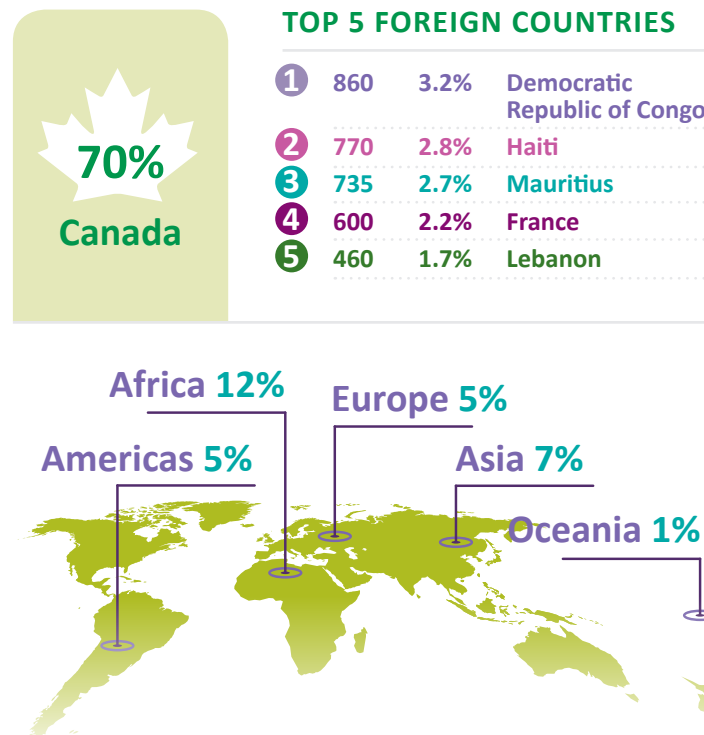 70%
Canada
TOP 5 FOREIGN COUNTRIES
1 860 3.2% Democratic
Republic of Congo
2 770 2.8% Haiti
3 735 2.7% Mauritius
4 600 2.2% France
5 460 1.7% Lebanon
Africa 12%
Europe 5%
Americas 5%
Asia 7%
Oceania 1%